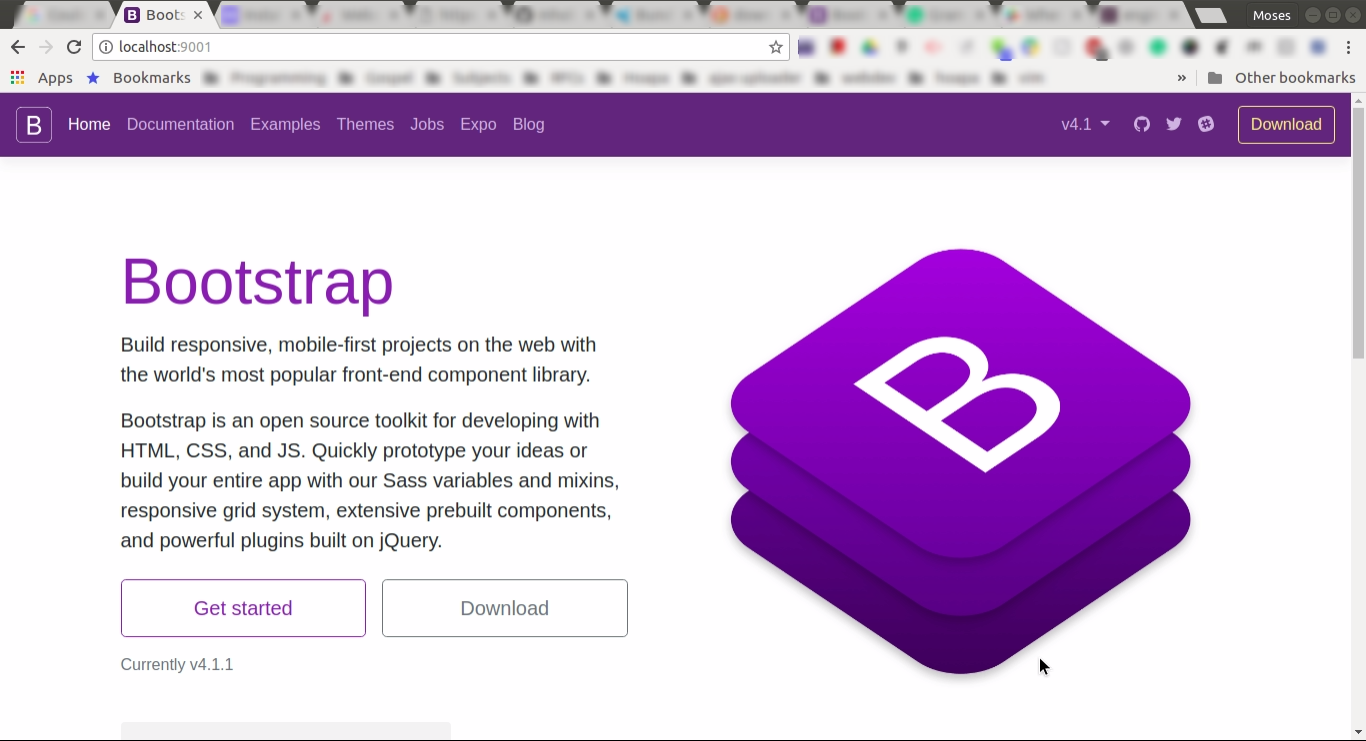 Boots
Moses
localhost:9001
Apps
Bookmarks
»
Other bookmarks
B
Home
Documentation
Examples
Themes
Jobs
Expo
Blog
v4.1
Download
Bootstrap
B
Build responsive, mobile-first projects on the web with
the world's most popular front-end component library.
Bootstrap is an open source toolkit for developing with
HTML, CSS, and JS. Quickly prototype your ideas or
build your entire app with our Sass variables and mixins,
responsive grid system, extensive prebuilt components,
and powerful plugins built on jQuery.
Get started
Download
Currently v4.1.1